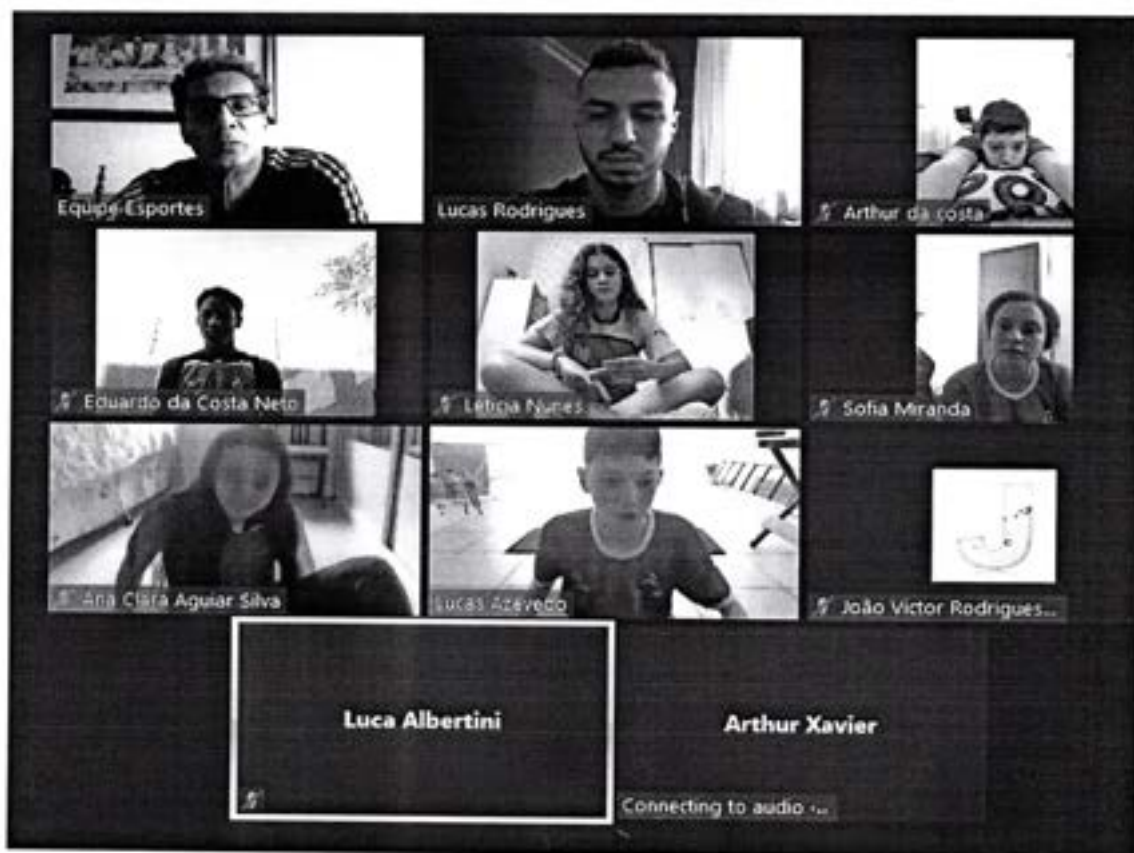 Equipe Esportes
Lucas Rodrigues
Arthur da costa
Eduardo da Costa Neto
Leticia Nunes
Sofia Miranda
Ana Clara Aguiar Silva
Lucas Azevedo
J
João Victor Rodrigues...
Luca Albertini
Arthur Xavier
Connecting to audio ...